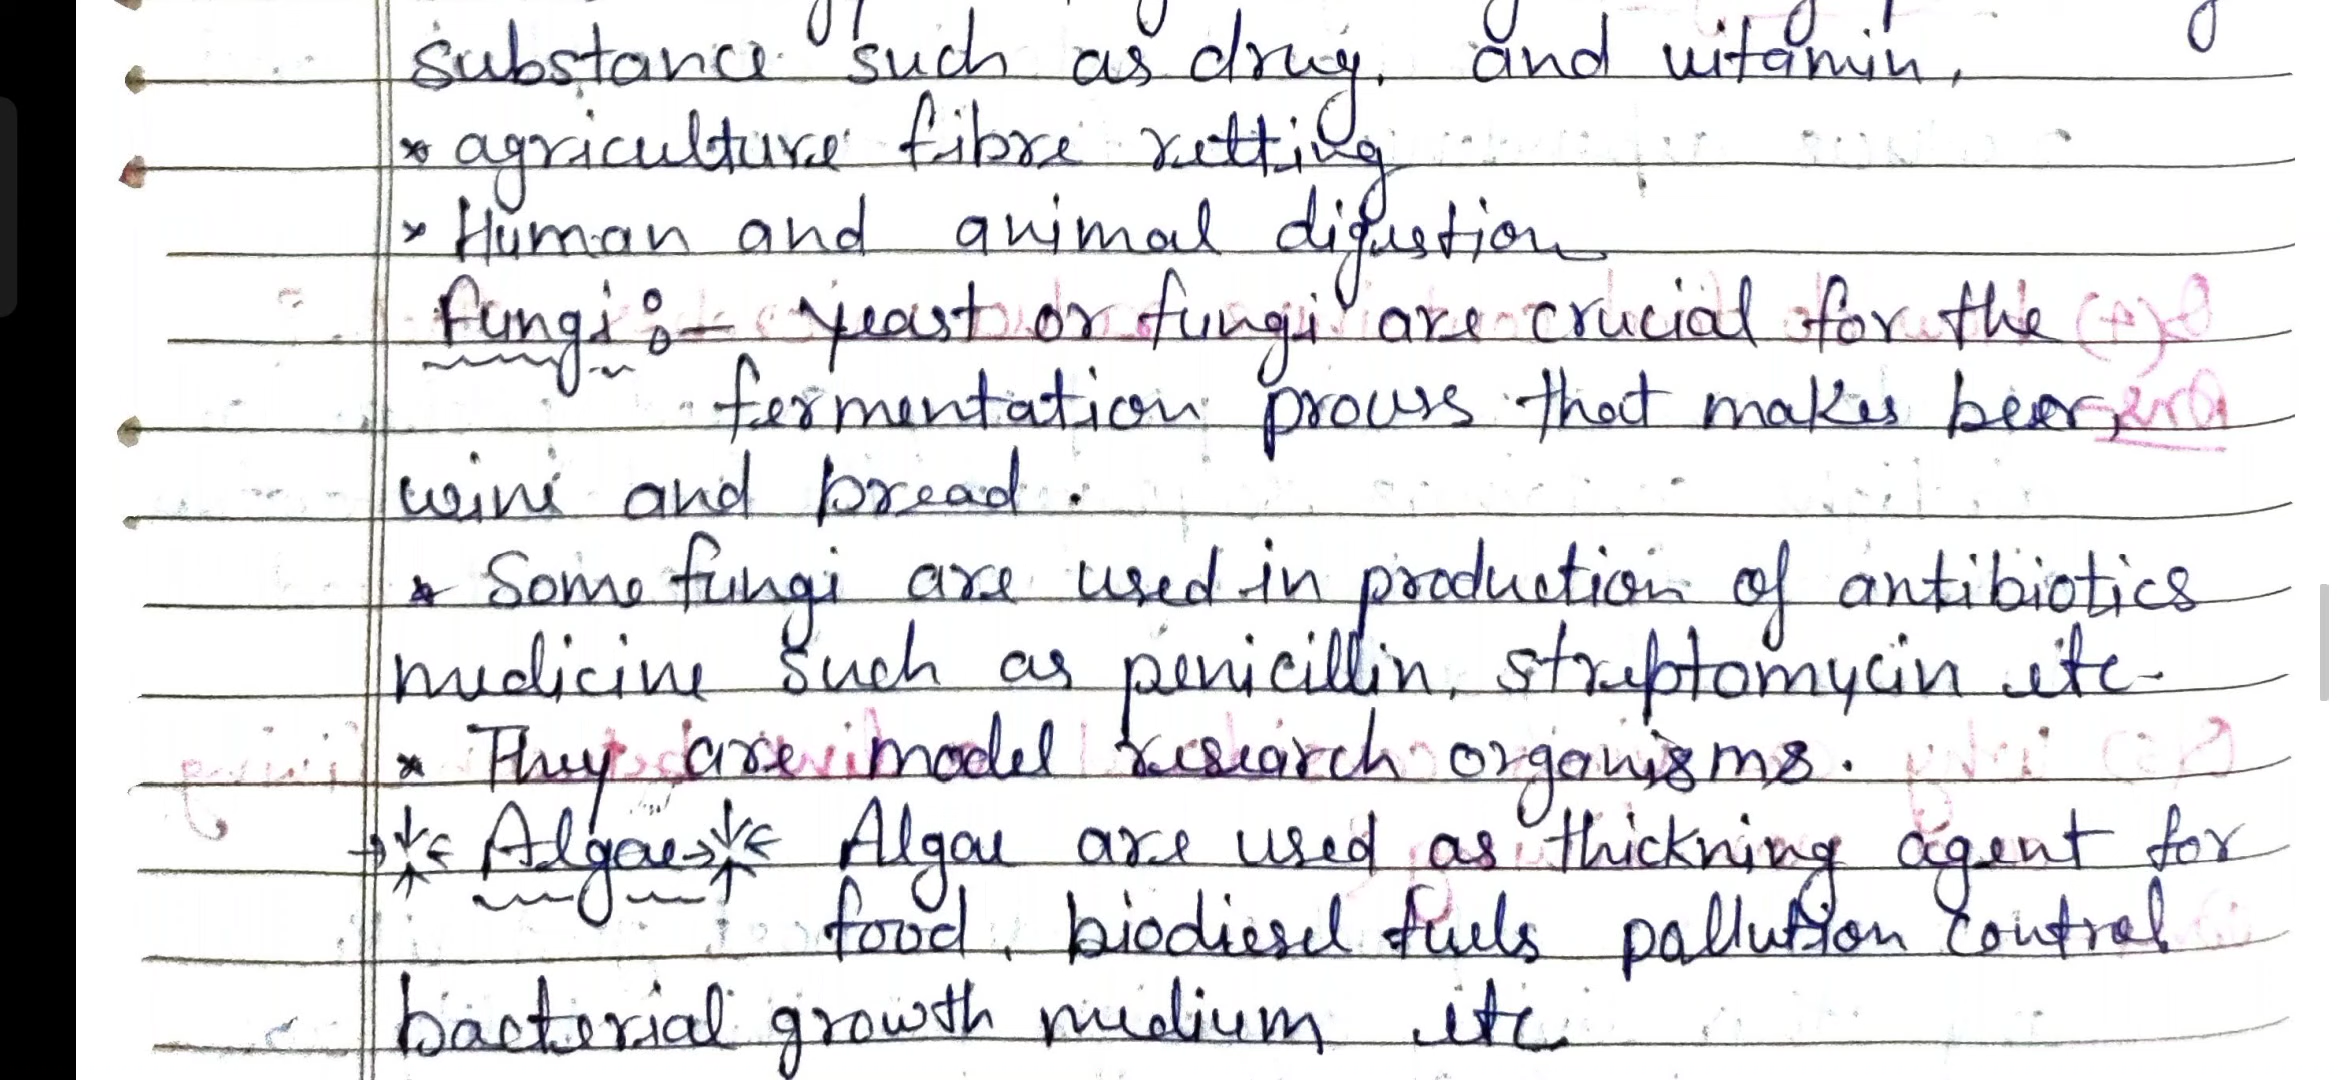 substance such as drug. and vitamin.
* agriculture fibre retting
* Human and animal digestion
fungi :- yeast or fungi are crucial for the
fermentation process that makes beer,
wine and bread.
* Some fungi are used in production of antibiotics
medicine such as penicillin, streptomycin etc.
* They are model research organisms.
Algae Algae are used as thickning agent for
food, biodiesel fuels pollution control
bacterial growth medium etc